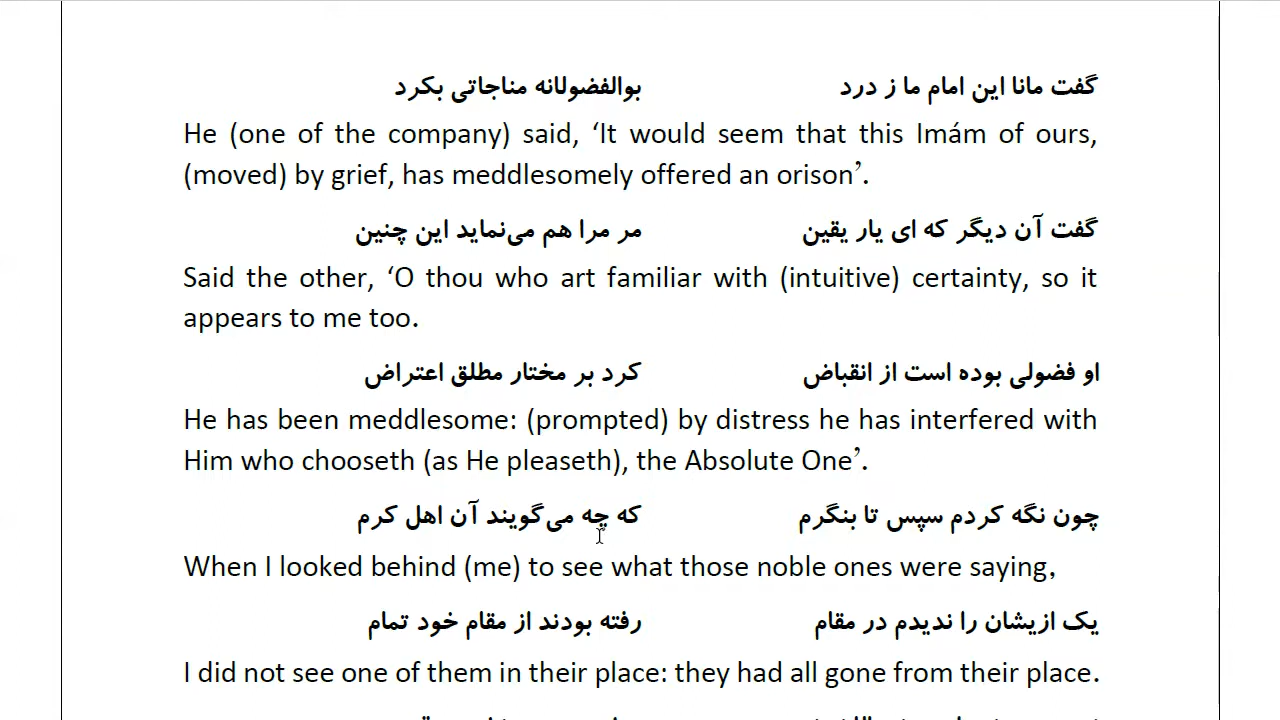 گفت مانا این امام ما ز درد بوالفضولانه مناجاتی بکرد
He (one of the company) said, ‘It would seem that this Imám of ours,
(moved) by grief, has meddlesomely offered an orison’.
گفت آن دیگر که ای یار یقین مر مرا هم می‌نماید این چنین
Said the other, ‘O thou who art familiar with (intuitive) certainty, so it
appears to me too.
او فضولی بوده است از انقباض کرد بر مختار مطلق اعتراض
He has been meddlesome: (prompted) by distress he has interfered with
Him who chooseth (as He pleaseth), the Absolute One’.
چون نگه کردم سپس تا بنگرم که چه می‌گویند آن اهل کرم
When I looked behind (me) to see what those noble ones were saying,
یک ازیشان را ندیدم در مقام رفته بودند از مقام خود تمام
I did not see one of them in their place: they had all gone from their place.